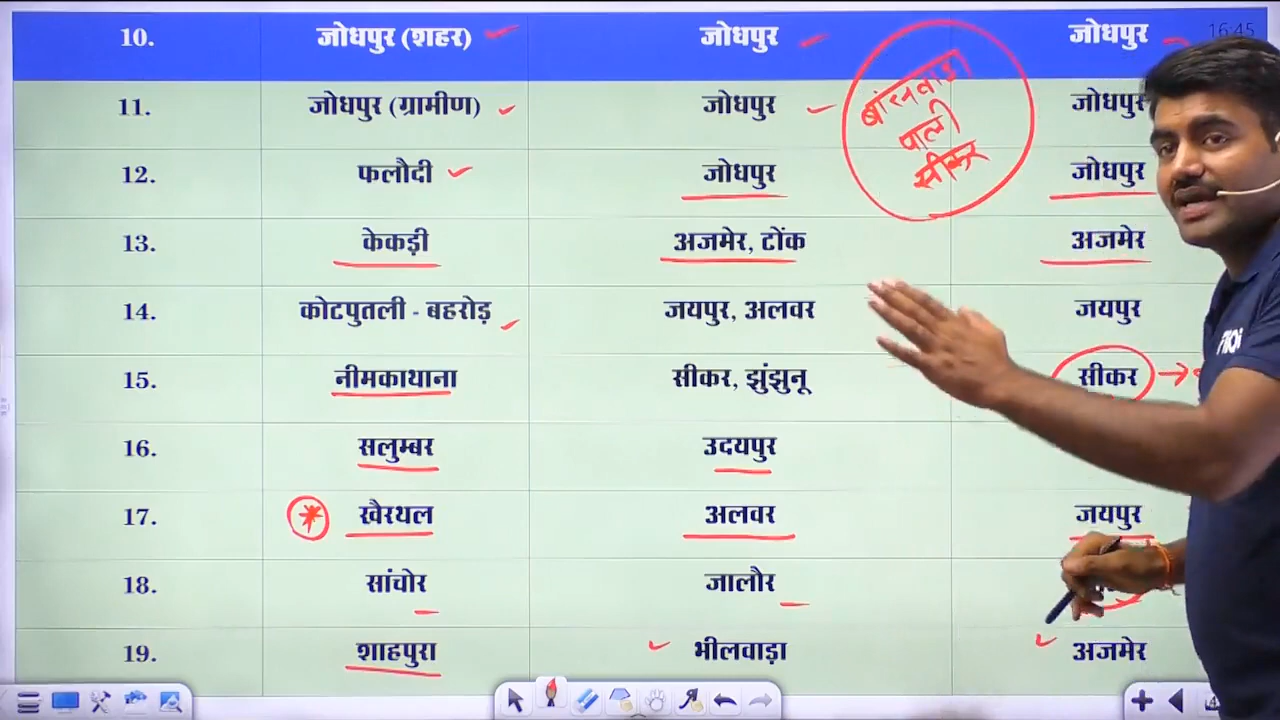 10. जोधपुर (शहर) जोधपुर जोधपुर 16:45
11. जोधपुर (ग्रामीण) जोधपुर जोधपुर
बांसवाड़ा
पाली
सीकर
12. फलौदी जोधपुर जोधपुर
13. केकड़ी अजमेर, टोंक अजमेर
14. कोटपुतली - बहरोड़ जयपुर, अलवर जयपुर
15. नीमकाथाना सीकर, झुंझुनू सीकर
16. सलुम्बर उदयपुर
17. खैरथल अलवर जयपुर
18. सांचोर जालौर
19. शाहपुरा भीलवाड़ा अजमेर